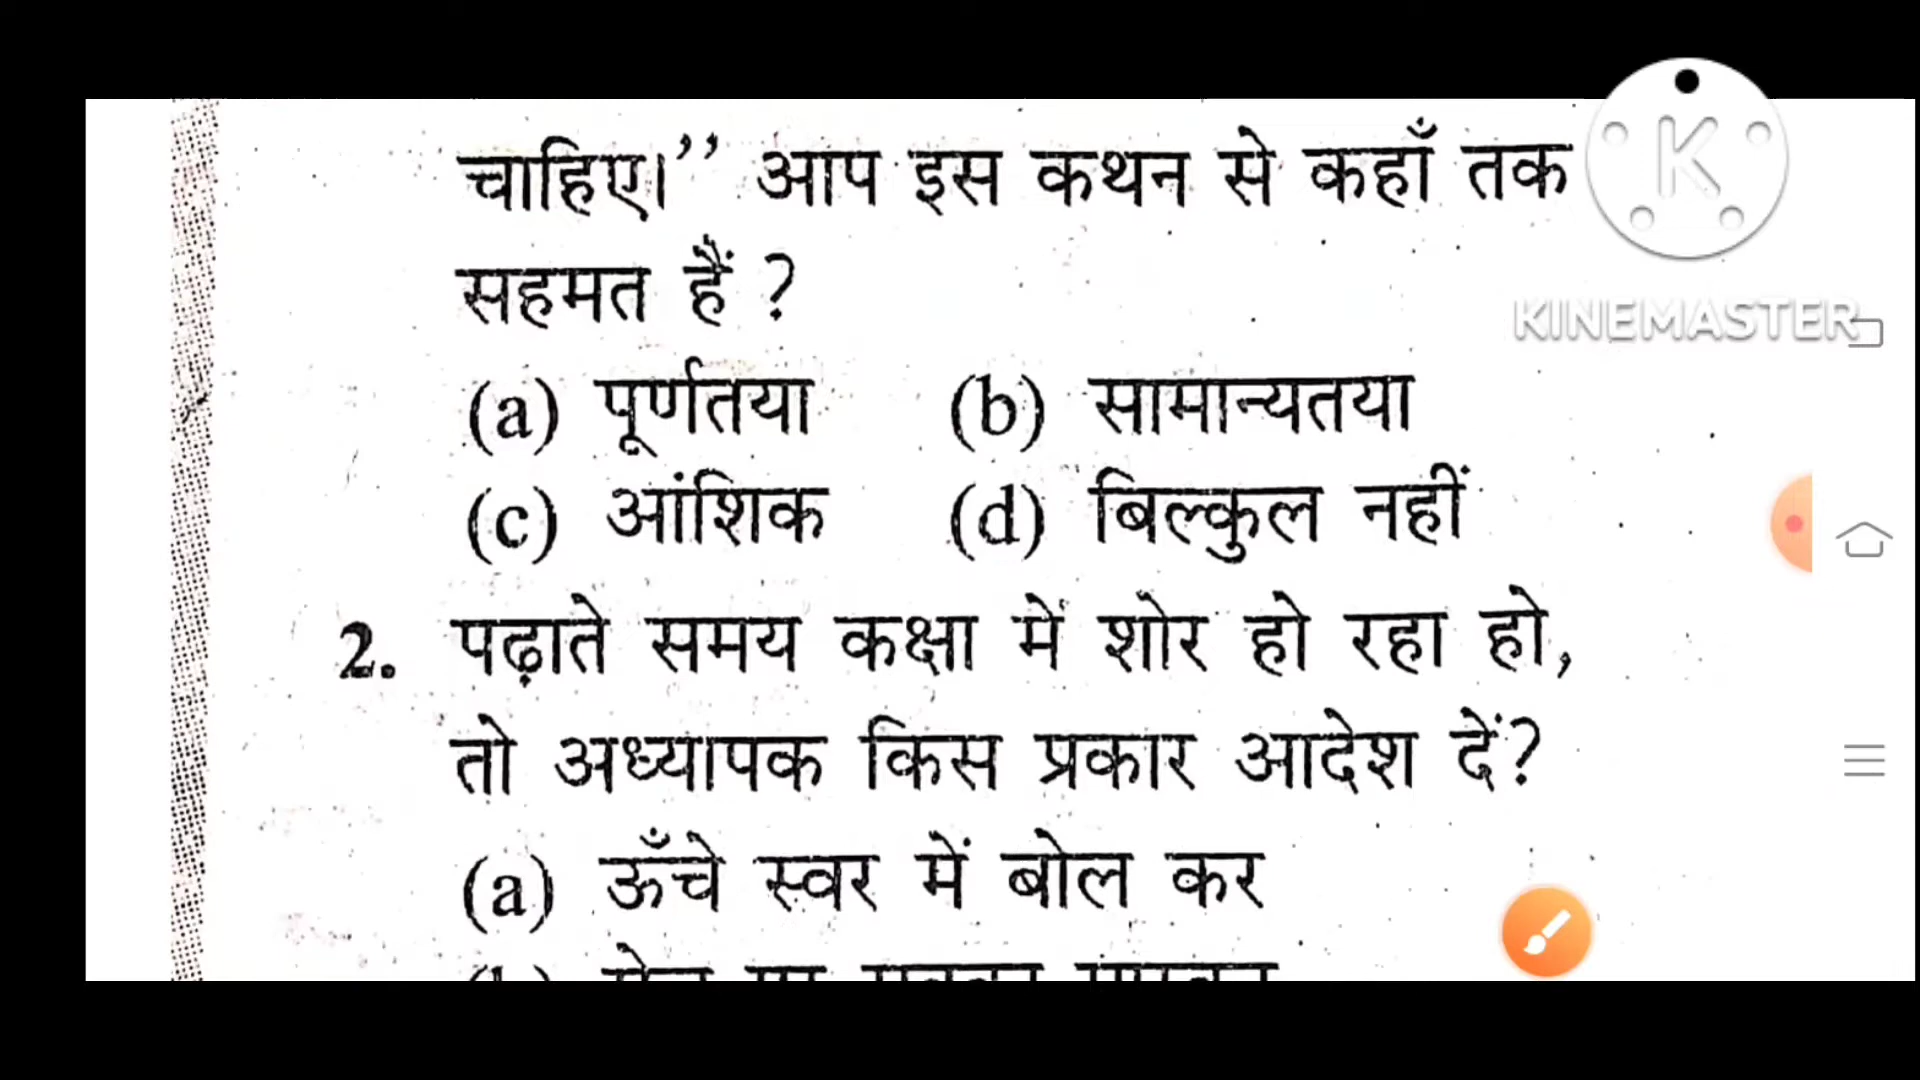 चाहिए।’’ आप इस कथन से कहाँ तक
सहमत हैं ?
(a) पूर्णतया (b) सामान्यतया
(c) आंशिक (d) बिल्कुल नहीं
2. पढ़ाते समय कक्षा में शोर हो रहा हो,
तो अध्यापक किस प्रकार आदेश दें?
(a) ऊँचे स्वर में बोल कर
K
KINEMASTER